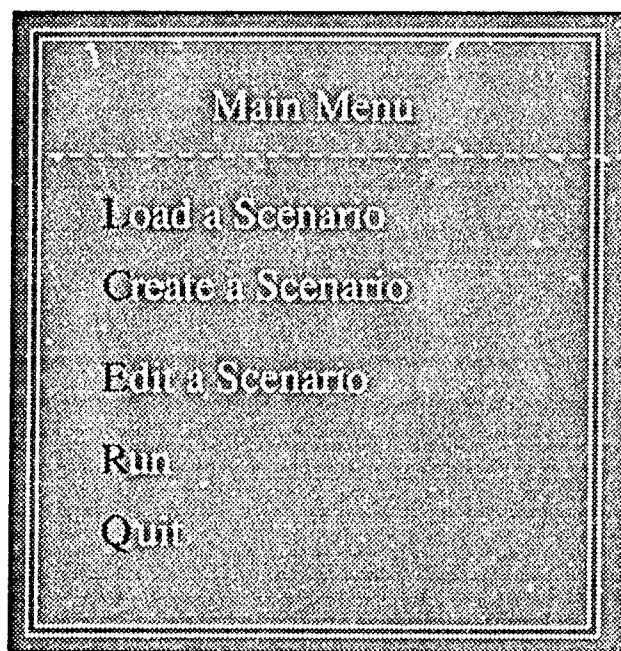 Main Menu
Load a Scenario
Create a Scenario
Edit a Scenario
Run
Quit